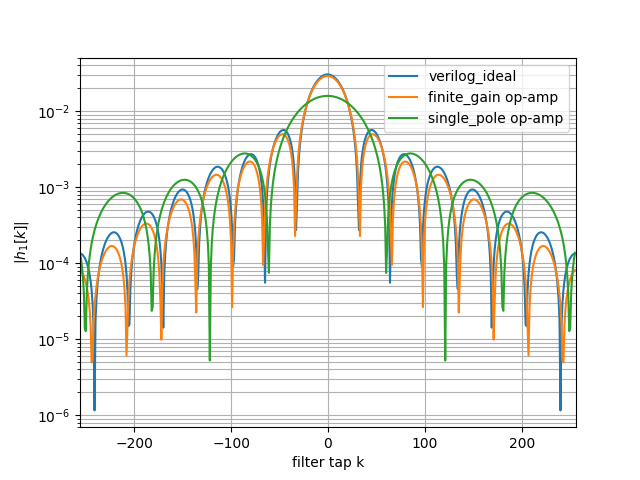 verilog_ideal
finite_gain op-amp
single_pole op-amp
10⁻²
10⁻³
10⁻⁴
10⁻⁵
10⁻⁶
|h₁[k]|
−200 −100 0 100 200
filter tap k